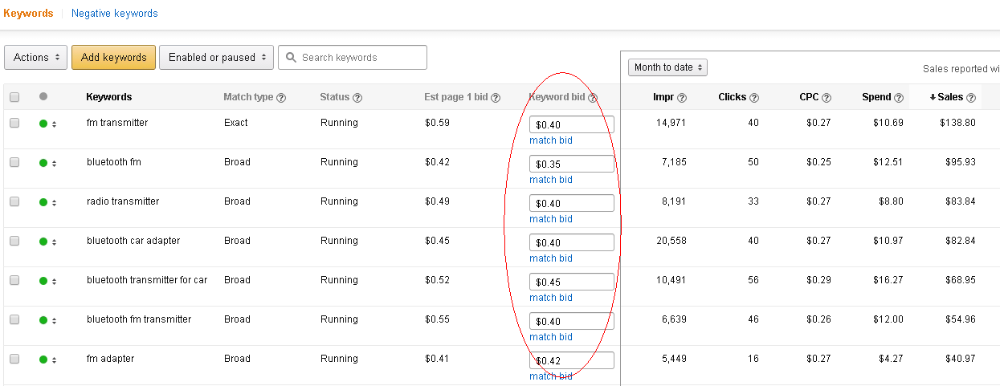 Keywords Negative keywords
Actions Add keywords Enabled or paused Search keywords
Month to date Sales reported wi
Keywords Match type ? Status ? Est page 1 bid ? Keyword bid ? Impr ? Clicks ? CPC ? Spend ? Sales ?
fm transmitter Exact Running $0.59 $0.40 14,971 40 $0.27 $10.69 $138.80
match bid
bluetooth fm Broad Running $0.42 $0.35 7,185 50 $0.25 $12.51 $95.93
match bid
radio transmitter Broad Running $0.49 $0.40 8,191 33 $0.27 $8.80 $83.84
match bid
bluetooth car adapter Broad Running $0.45 $0.40 20,558 40 $0.27 $10.97 $82.84
match bid
bluetooth transmitter for car Broad Running $0.52 $0.45 10,491 56 $0.29 $16.27 $68.95
match bid
bluetooth fm transmitter Broad Running $0.55 $0.40 6,639 46 $0.26 $12.00 $54.96
match bid
fm adapter Broad Running $0.41 $0.42 5,449 16 $0.27 $4.27 $40.97
match bid